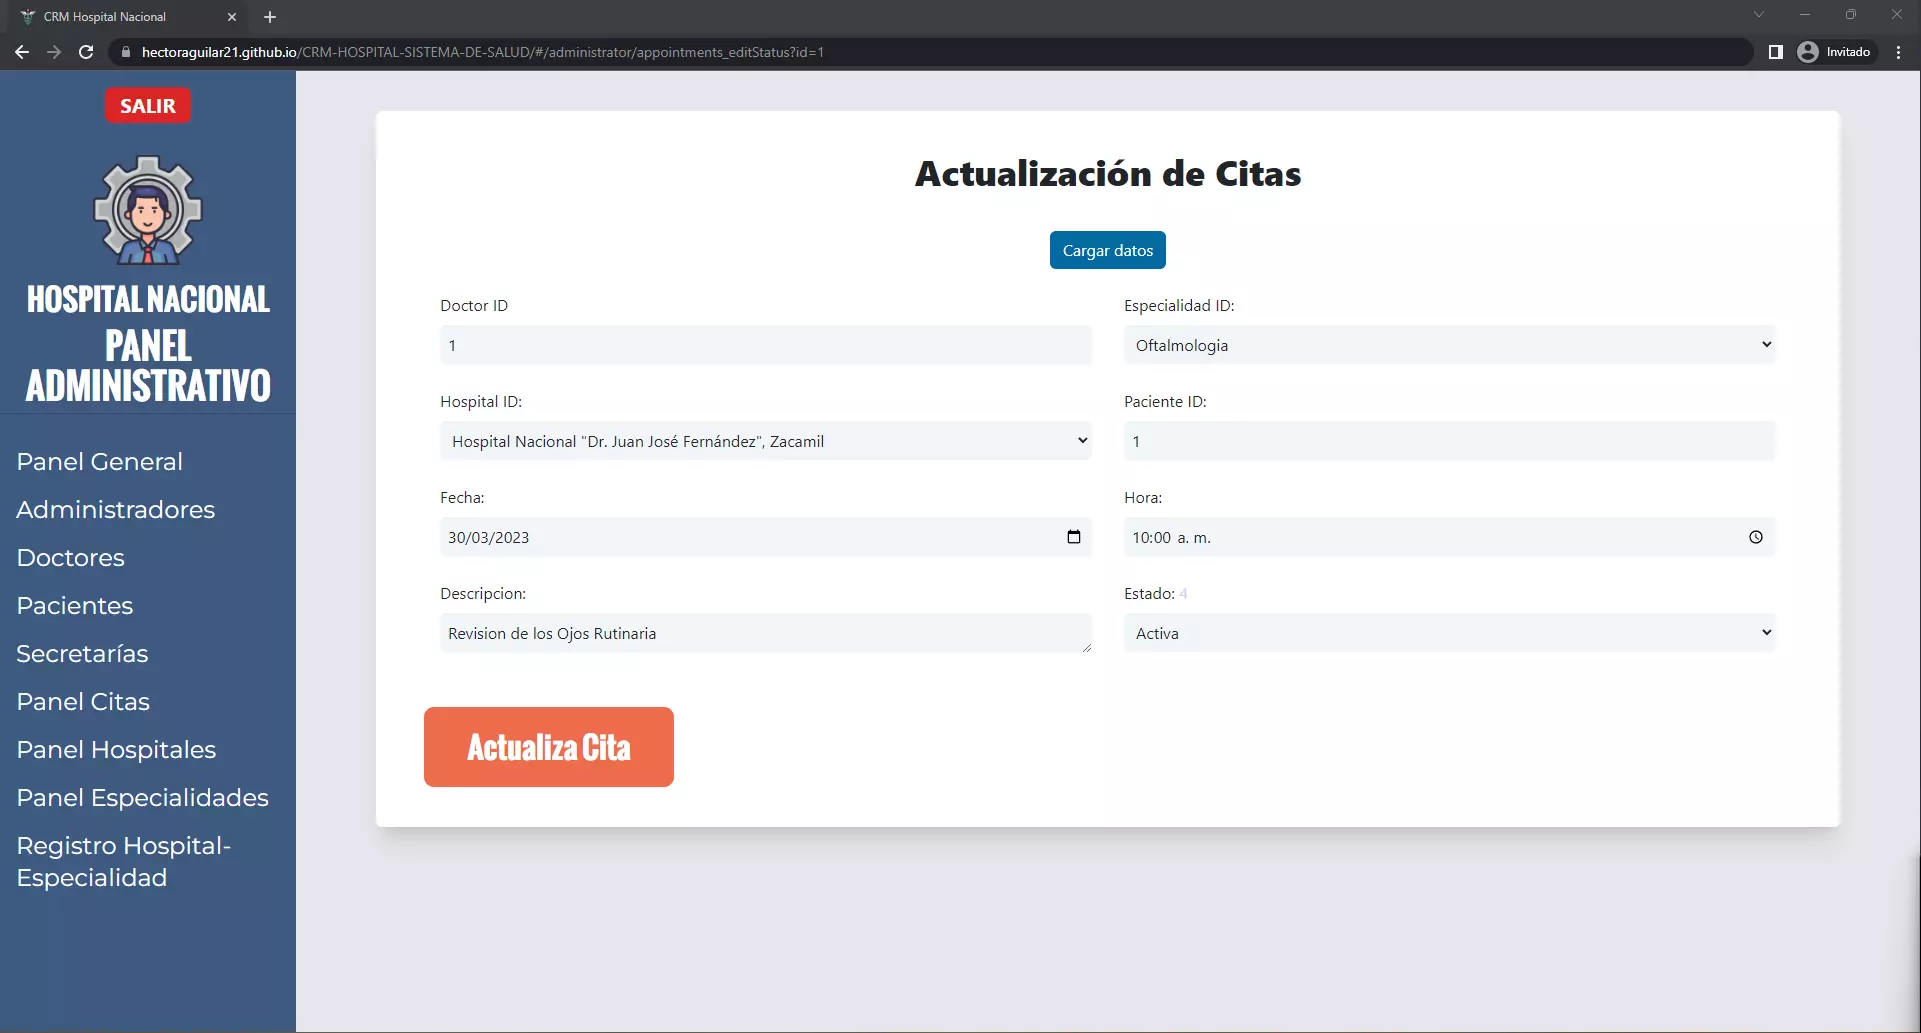 CRM Hospital Nacional
hectoraguilar21.github.io/CRM-HOSPITAL-SISTEMA-DE-SALUD/#/administrator/appointments_editStatus?id=1
Invitado
SALIR
HOSPITAL NACIONAL
PANEL
ADMINISTRATIVO
Panel General
Administradores
Doctores
Pacientes
Secretarías
Panel Citas
Panel Hospitales
Panel Especialidades
Registro Hospital-
Especialidad
Actualización de Citas
Cargar datos
Doctor ID
1
Especialidad ID:
Oftalmologia
Hospital ID:
Hospital Nacional "Dr. Juan José Fernández", Zacamil
Paciente ID:
1
Fecha:
30/03/2023
Hora:
10:00 a. m.
Descripcion:
Revision de los Ojos Rutinaria
Estado: 4
Activa
Actualiza Cita